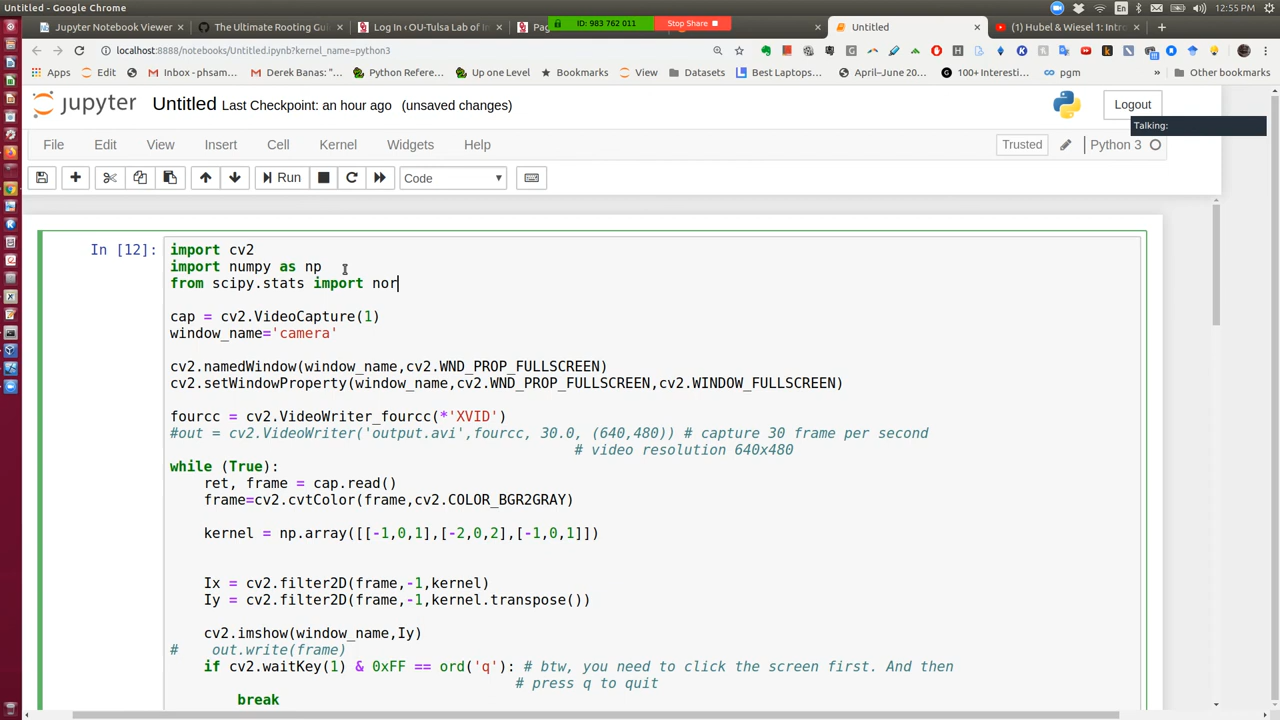 Untitled - Google Chrome
12:55 PM
Jupyter Notebook Viewer
The Ultimate Rooting Gui
Log In ‹ OU-Tulsa Lab of In
Pag
ID: 983 762 011
Stop Share
Untitled
(1) Hubel & Wiesel 1: Intro
localhost:8888/notebooks/Untitled.ipynb?kernel_name=python3
Apps
Edit
Inbox - phsam...
Derek Banas: "...
Python Refere...
Up one Level
Bookmarks
View
Datasets
Best Laptops...
April–June 20...
100+ Interesti...
pgm
»
Other bookmarks
jupyter
Untitled Last Checkpoint: an hour ago (unsaved changes)
Logout
Talking:
File Edit View Insert Cell Kernel Widgets Help
Trusted
Python 3
Run
Code
In [12]:
import cv2
import numpy as np
from scipy.stats import nor
cap = cv2.VideoCapture(1)
window_name='camera'
cv2.namedWindow(window_name,cv2.WND_PROP_FULLSCREEN)
cv2.setWindowProperty(window_name,cv2.WND_PROP_FULLSCREEN,cv2.WINDOW_FULLSCREEN)
fourcc = cv2.VideoWriter_fourcc(*'XVID')
#out = cv2.VideoWriter('output.avi',fourcc, 30.0, (640,480)) # capture 30 frame per second
# video resolution 640x480
while (True):
ret, frame = cap.read()
frame=cv2.cvtColor(frame,cv2.COLOR_BGR2GRAY)
kernel = np.array([[-1,0,1],[-2,0,2],[-1,0,1]])
Ix = cv2.filter2D(frame,-1,kernel)
Iy = cv2.filter2D(frame,-1,kernel.transpose())
cv2.imshow(window_name,Iy)
# out.write(frame)
if cv2.waitKey(1) & 0xFF == ord('q'): # btw, you need to click the screen first. And then
# press q to quit
break